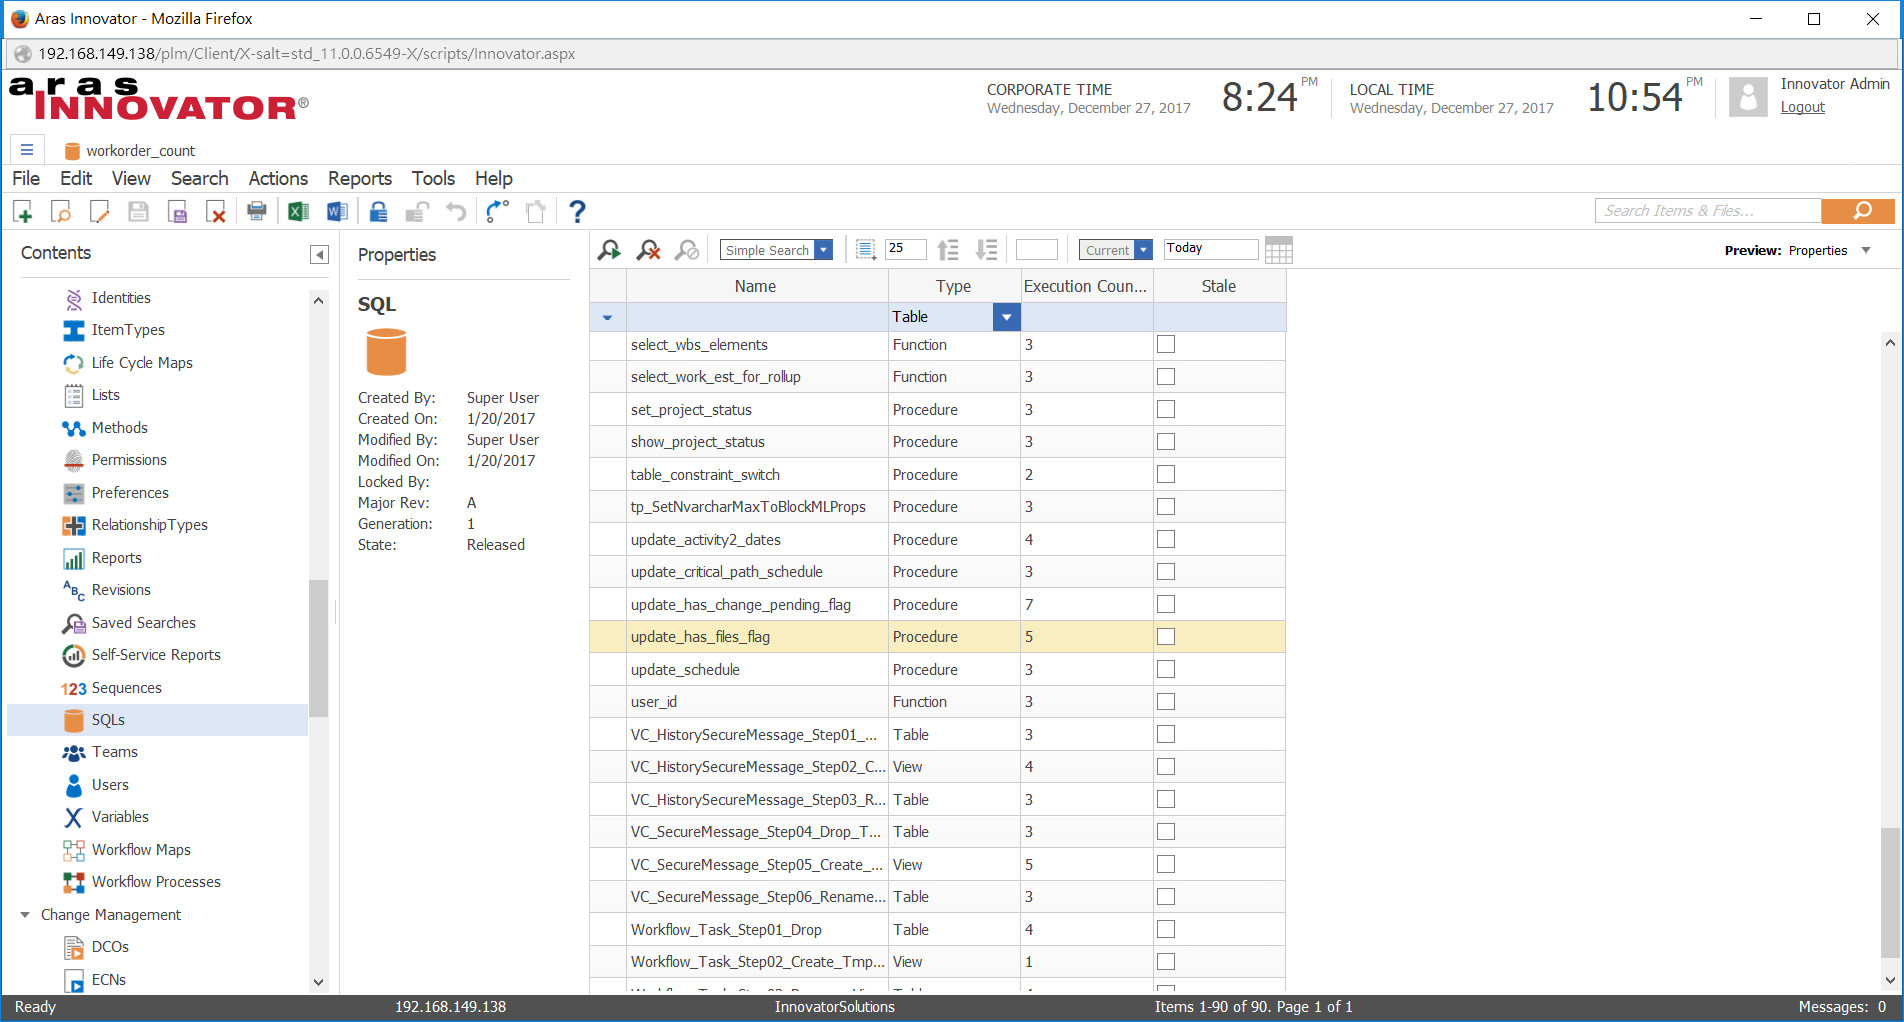 Aras Innovator - Mozilla Firefox
192.168.149.138/plm/Client/X-salt=std_11.0.0.6549-X/scripts/Innovator.aspx
aras
INNOVATOR®
CORPORATE TIME
Wednesday, December 27, 2017
8:24 PM
LOCAL TIME
Wednesday, December 27, 2017
10:54 PM
Innovator Admin
Logout
workorder_count
File Edit View Search Actions Reports Tools Help
Search Items & Files...
Contents
Identities
ItemTypes
Life Cycle Maps
Lists
Methods
Permissions
Preferences
RelationshipTypes
Reports
Revisions
Saved Searches
Self-Service Reports
Sequences
SQLs
Teams
Users
Variables
Workflow Maps
Workflow Processes
Change Management
DCOs
ECNs
Properties
SQL
Created By: Super User
Created On: 1/20/2017
Modified By: Super User
Modified On: 1/20/2017
Locked By:
Major Rev: A
Generation: 1
State: Released
Simple Search 25 Current Today
Preview: Properties
Name Type Execution Coun... Stale
Table
select_wbs_elements Function 3
select_work_est_for_rollup Function 3
set_project_status Procedure 3
show_project_status Procedure 3
table_constraint_switch Procedure 2
tp_SetNvarcharMaxToBlockMLProps Procedure 3
update_activity2_dates Procedure 4
update_critical_path_schedule Procedure 3
update_has_change_pending_flag Procedure 7
update_has_files_flag Procedure 5
update_schedule Procedure 3
user_id Function 3
VC_HistorySecureMessage_Step01_... Table 3
VC_HistorySecureMessage_Step02_C... View 4
VC_HistorySecureMessage_Step03_R... Table 3
VC_SecureMessage_Step04_Drop_T... Table 3
VC_SecureMessage_Step05_Create_... View 5
VC_SecureMessage_Step06_Rename... Table 3
Workflow_Task_Step01_Drop Table 4
Workflow_Task_Step02_Create_Tmp... View 1
Ready 192.168.149.138 InnovatorSolutions Items 1-90 of 90. Page 1 of 1 Messages: 0